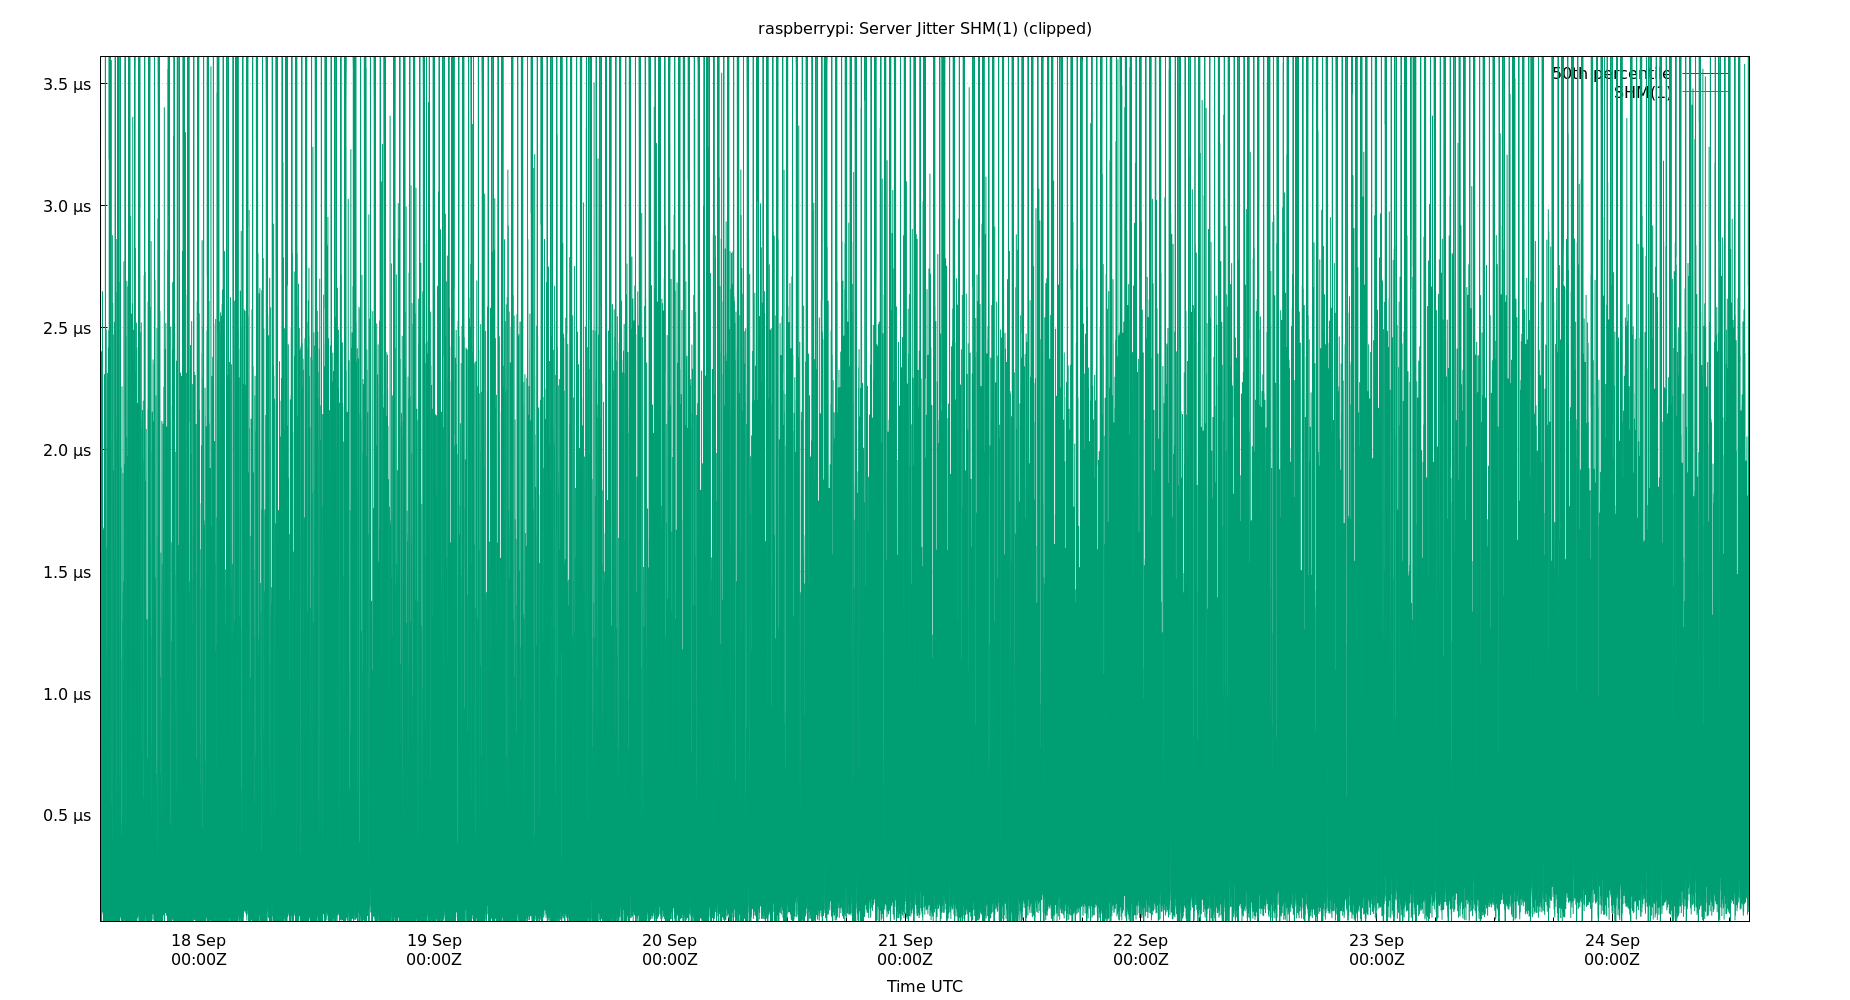 raspberrypi: Server Jitter SHM(1) (clipped)
3.5 µs
50th percentile
SHM(1)
3.0 µs
2.5 µs
2.0 µs
1.5 µs
1.0 µs
0.5 µs
18 Sep 19 Sep 20 Sep 21 Sep 22 Sep 23 Sep 24 Sep
00:00Z 00:00Z 00:00Z 00:00Z 00:00Z 00:00Z 00:00Z
Time UTC